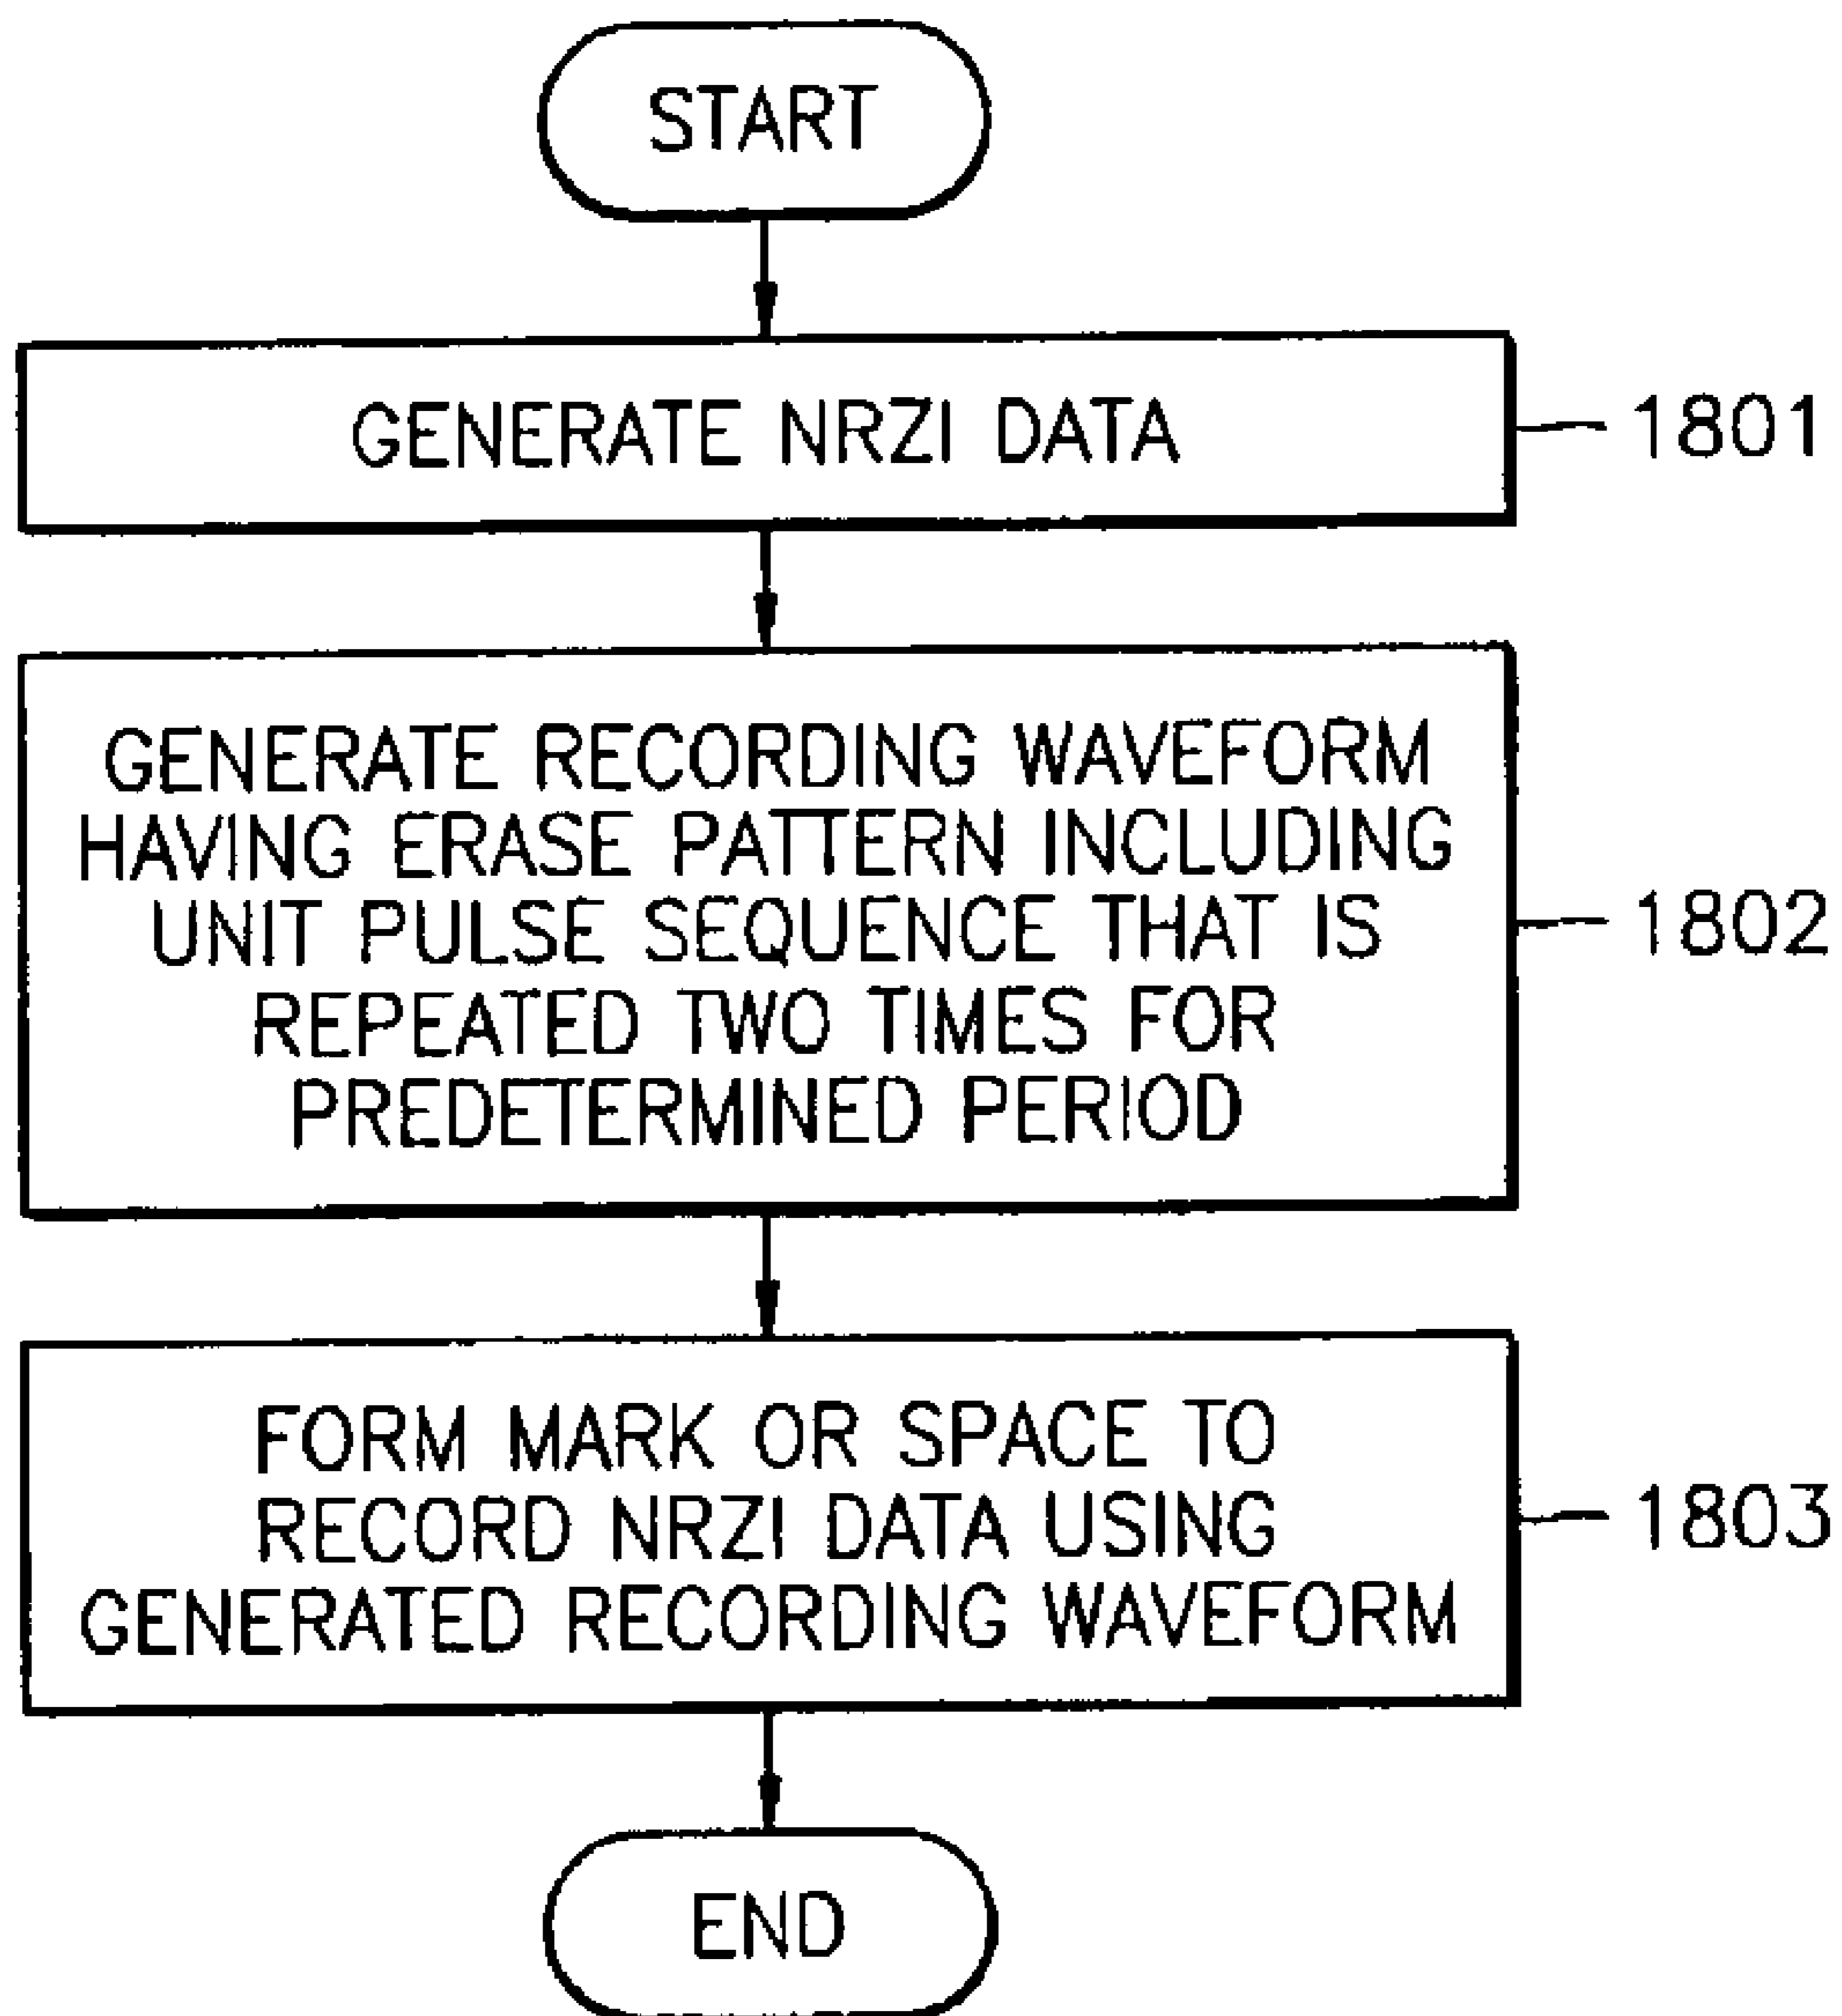 START
GENERATE NRZI DATA
1801
GENERATE RECORDING WAVEFORM
HAVING ERASE PATTERN INCLUDING
UNIT PULSE SEQUENCE THAT IS
REPEATED TWO TIMES FOR
PREDETERMINED PERIOD
1802
FORM MARK OR SPACE TO
RECORD NRZI DATA USING
GENERATED RECORDING WAVEFORM
1803
END